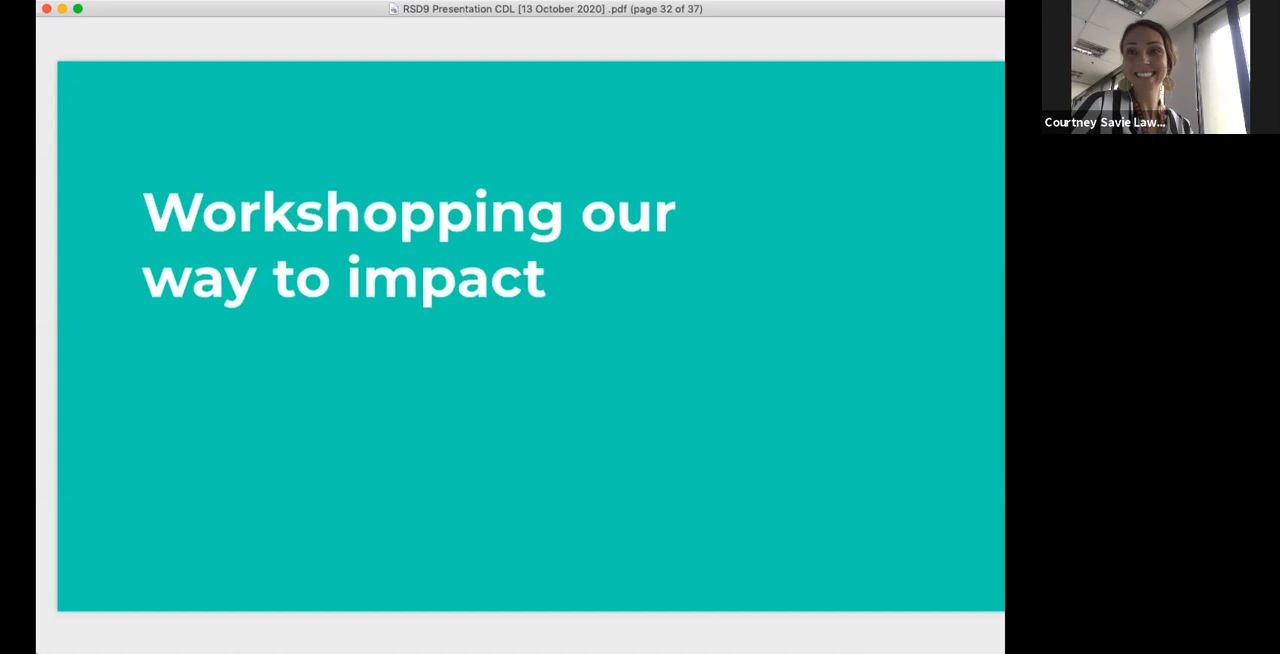 RSD9 Presentation CDL [13 October 2020] .pdf (page 32 of 37)
Workshopping our
way to impact
Courtney Savie Law...